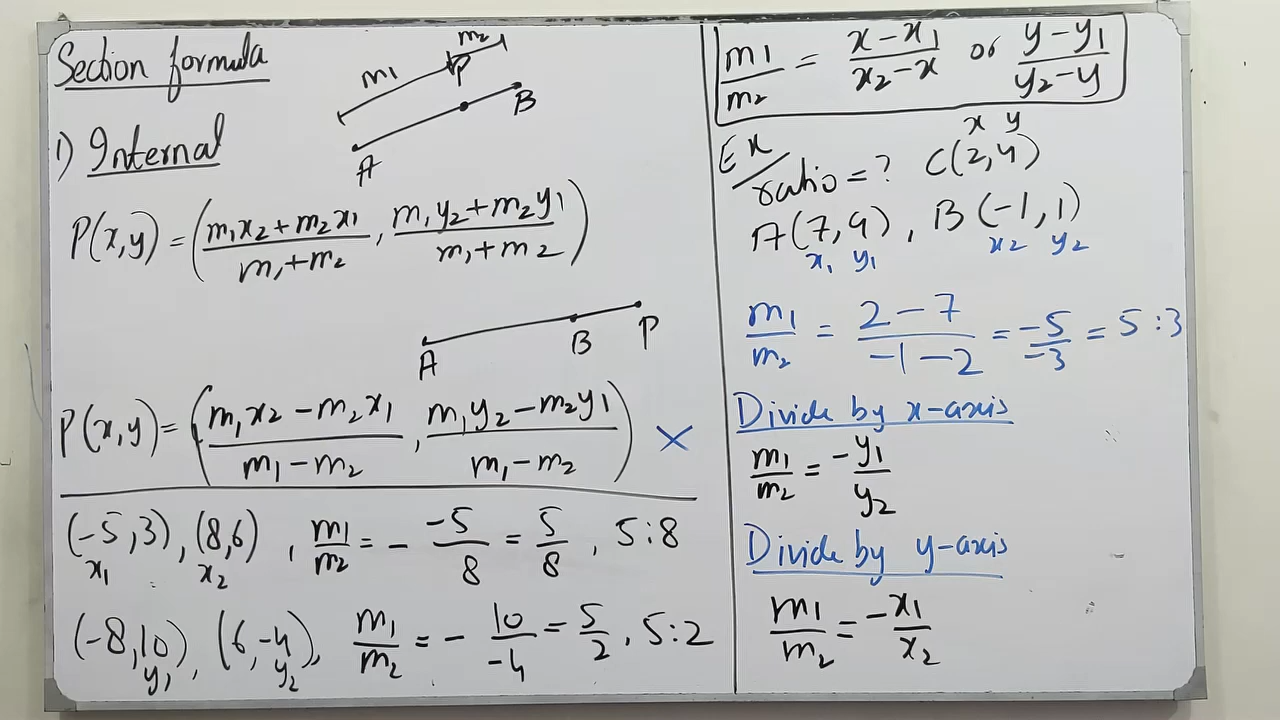 Section formula
m1 m2
P
A B
1) Internal
P(x,y) = ((m1x2+m2x1)/(m1+m2), (m1y2+m2y1)/(m1+m2))
A B P
P(x,y) = ((m1x2-m2x1)/(m1-m2), (m1y2-m2y1)/(m1-m2)) ×
(-5,3), (8,6), m1/m2 = - -5/8 = 5/8, 5:8
x1 x2
(-8,10), (6,-4), m1/m2 = - 10/-4 = 5/2, 5:2
y1 y2
m1/m2 = (x-x1)/(x2-x) or (y-y1)/(y2-y)
x y
Ex ratio = ? C(2,4)
A(7,9), B(-1,1)
x1 y1 x2 y2
m1/m2 = (2-7)/(-1-2) = -5/-3 = 5:3
Divide by x-axis
m1/m2 = -y1/y2
Divide by y-axis
m1/m2 = -x1/x2